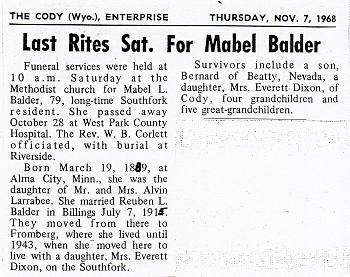 THE CODY (Wyo.), ENTERPRISE THURSDAY, NOV. 7, 1968
Last Rites Sat. For Mabel Balder
Funeral services were held at
10 a.m. Saturday at the
Methodist church for Mabel L.
Balder, 79, long-time Southfork
resident. She passed away
October 28 at West Park County
Hospital. The Rev. W. B. Corlett
officiated, with burial at
Riverside.
Born March 19, 1889, at
Alma City, Minn., she was the
daughter of Mr. and Mrs. Alvin
Larrabee. She married Reuben L.
Balder in Billings July 7,
They moved from there to
Fromberg, where she lived until
1943, when she moved here to
live with a daughter, Mrs. Everett
Dixon, on the Southfork.
Survivors include a son,
Bernard of Beatty, Nevada, a
daughter, Mrs. Everett Dixon, of
Cody, four grandchildren and
five great-grandchildren.